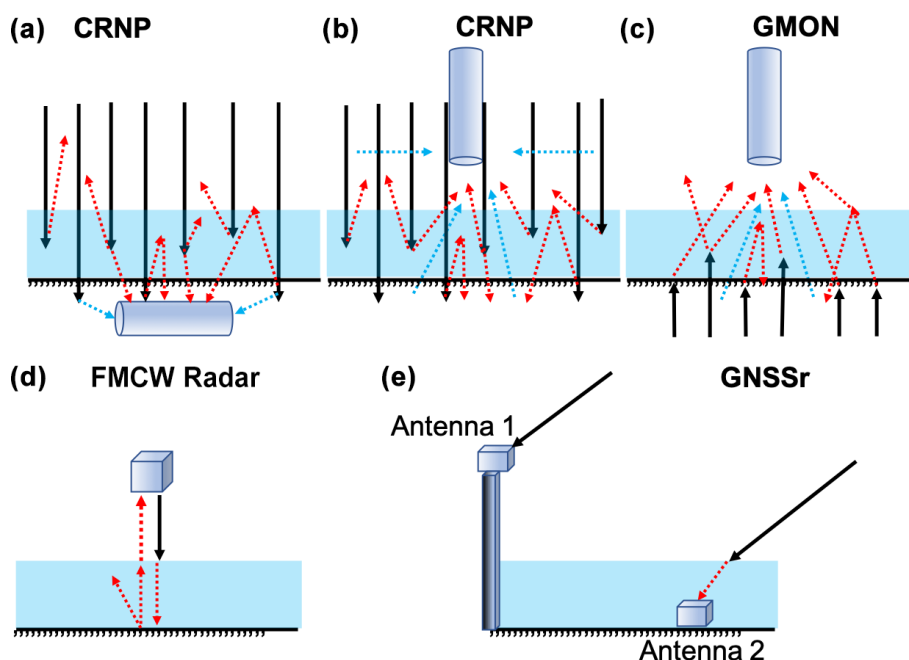 (a) CRNP
(b) CRNP
(c) GMON
(d) FMCW Radar
(e) GNSSr
Antenna 1
Antenna 2